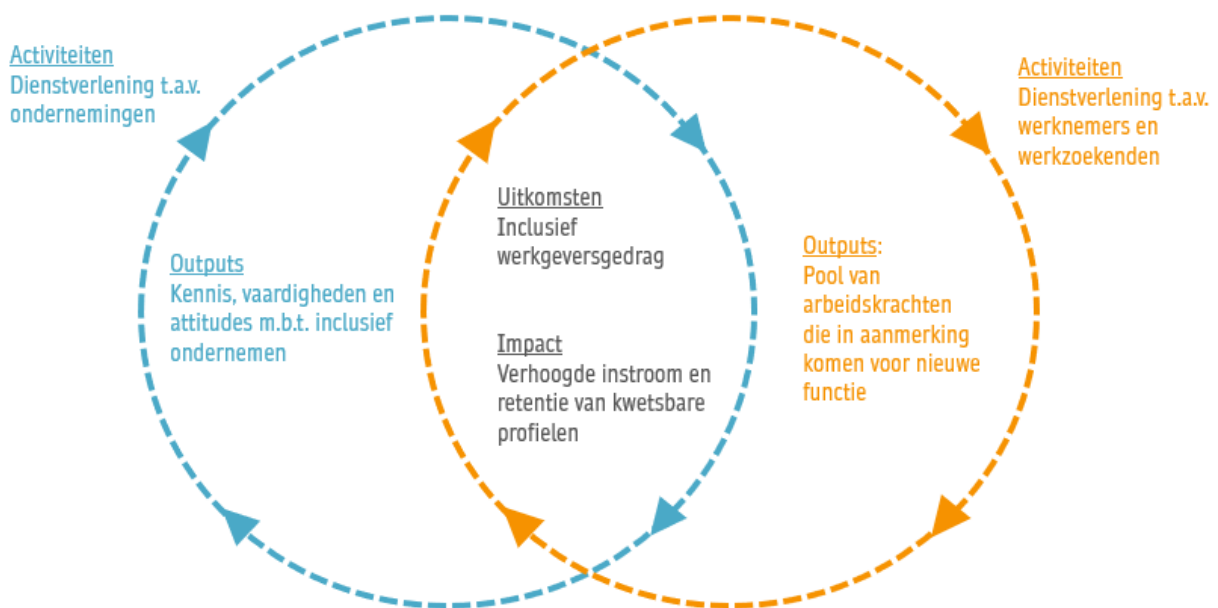 Activiteiten
Dienstverlening t.a.v.
ondernemingen
Outputs
Kennis, vaardigheden en
attitudes m.b.t. inclusief
ondernemen
Uitkomsten
Inclusief
werkgeversgedrag
Impact
Verhoogde instroom en
retentie van kwetsbare
profielen
Outputs:
Pool van
arbeidskrachten
die in aanmerking
komen voor nieuwe
functie
Activiteiten
Dienstverlening t.a.v.
werknemers en
werkzoekenden